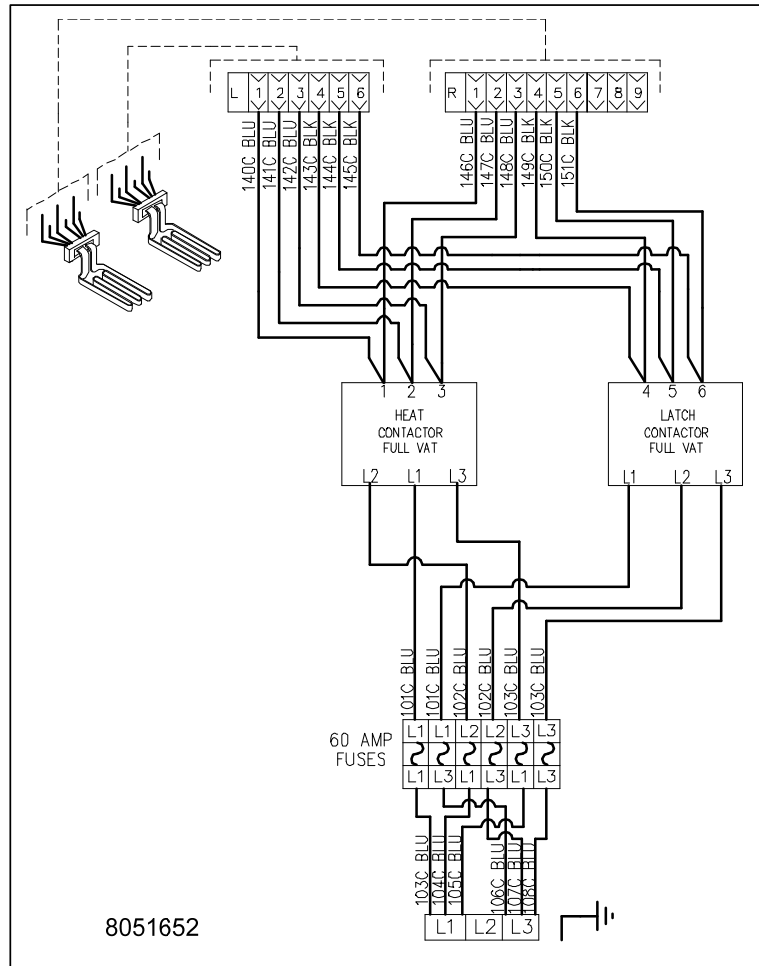 L 1 2 3 4 5 6
R 1 2 3 4 5 6 7 8 9
140C BLU
141C BLU
142C BLU
143C BLK
144C BLK
145C BLK
146C BLU
147C BLU
148C BLU
149C BLK
150C BLK
151C BLK
1 2 3
HEAT
CONTACTOR
FULL VAT
L2 L1 L3
4 5 6
LATCH
CONTACTOR
FULL VAT
L1 L2 L3
101C BLU
101C BLU
102C BLU
102C BLU
103C BLU
103C BLU
60 AMP
FUSES
L1 L1 L2 L2 L3 L3
L1 L3 L1 L3 L1 L3
103C BLU
104C BLU
105C BLU
106C BLU
107C BLU
108C BLU
L1 L2 L3
8051652